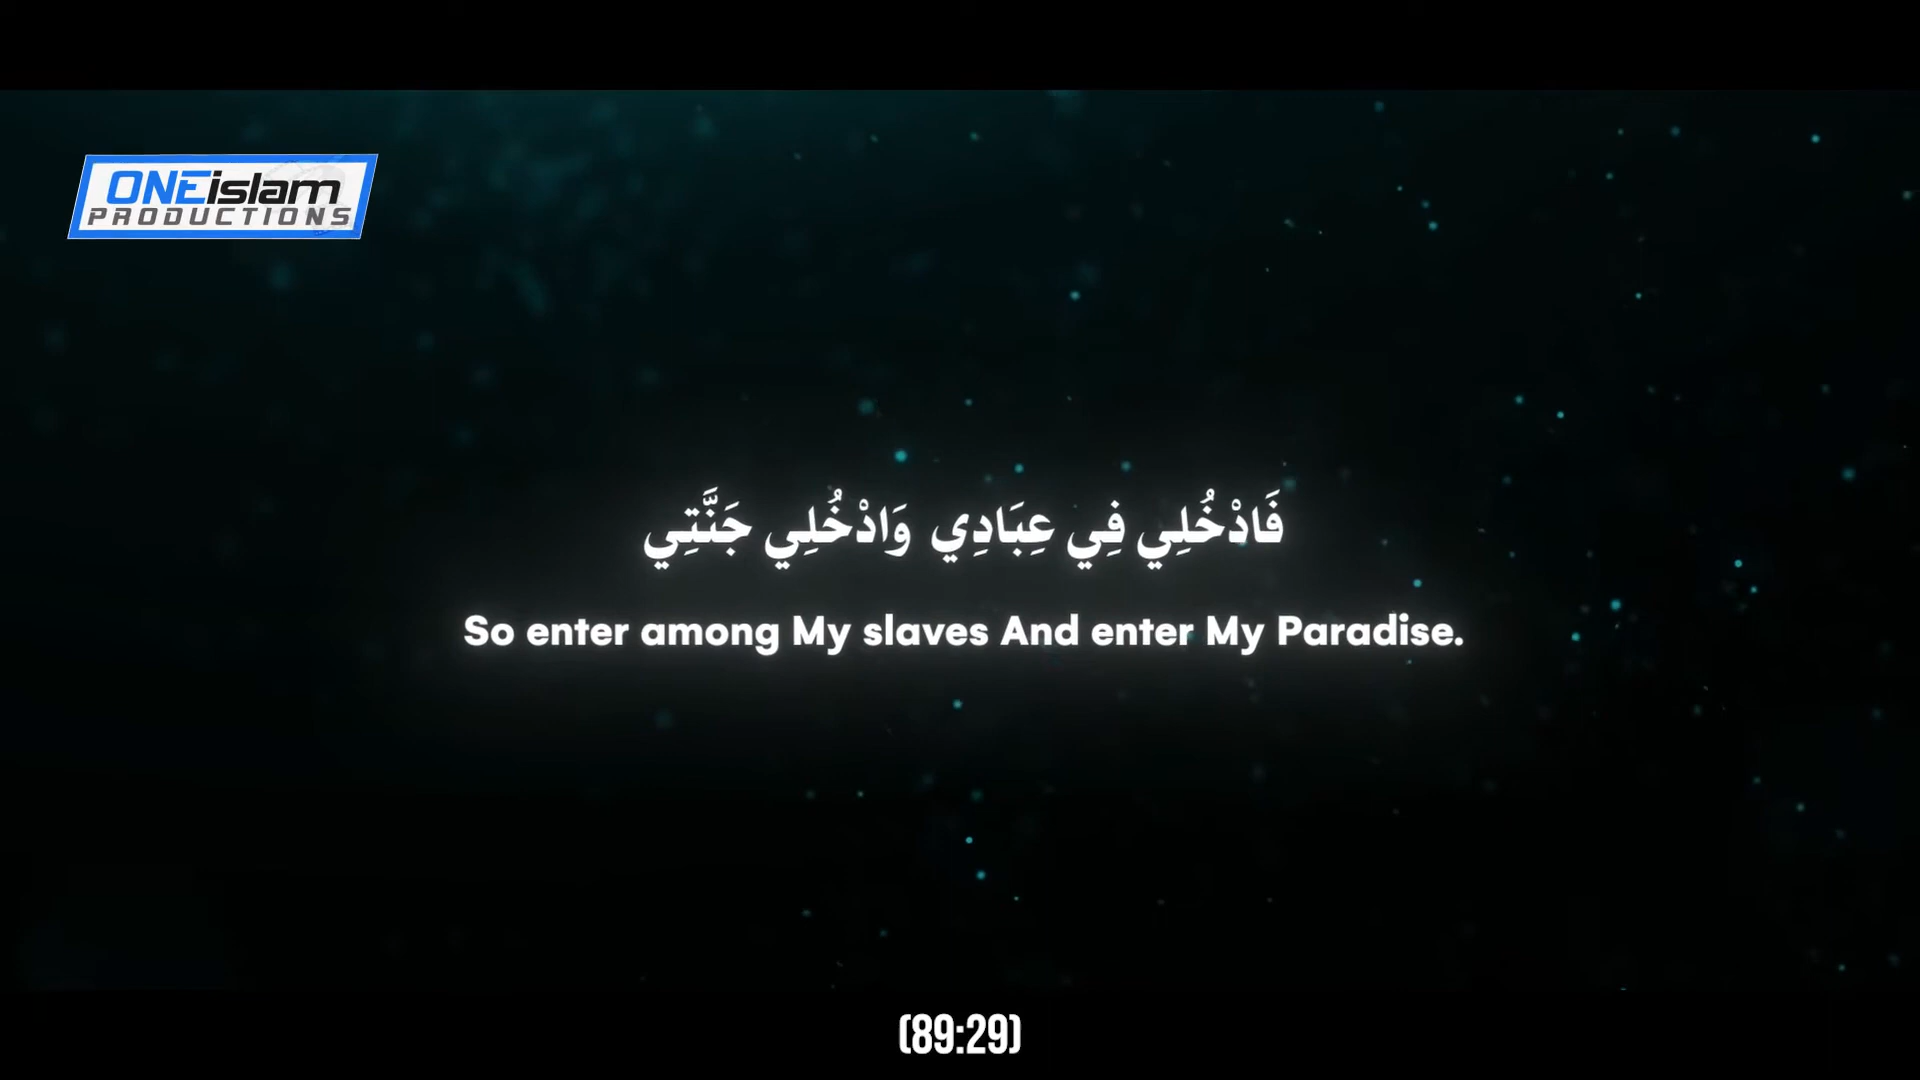 ONEislam
PRODUCTIONS
فَادْخُلِي فِي عِبَادِي وَادْخُلِي جَنَّتِي
So enter among My slaves And enter My Paradise.
(89:29)